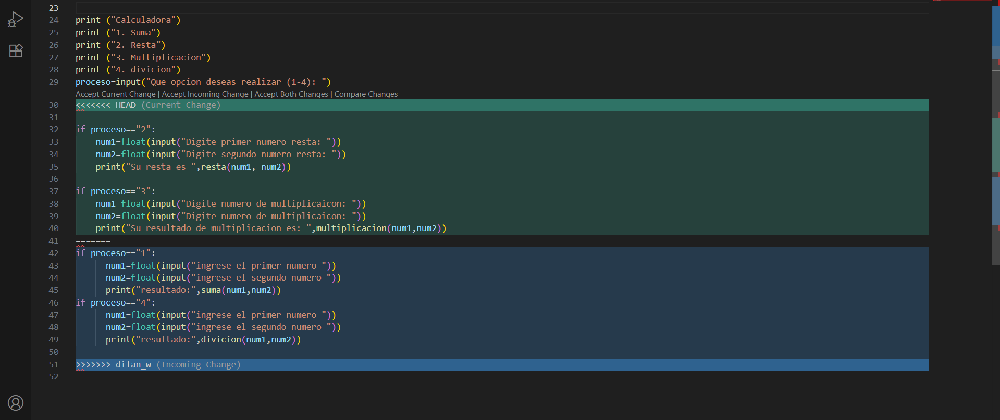 23
24 print ("Calculadora")
25 print ("1. Suma")
26 print ("2. Resta")
27 print ("3. Multiplicacion")
28 print ("4. divicion")
29 proceso=input("Que opcion deseas realizar (1-4): ")
Accept Current Change | Accept Incoming Change | Accept Both Changes | Compare Changes
30 <<<<<<< HEAD (Current Change)
31
32 if proceso=="2":
33     num1=float(input("Digite primer numero resta: "))
34     num2=float(input("Digite segundo numero resta: "))
35     print("Su resta es ",resta(num1, num2))
36
37 if proceso=="3":
38     num1=float(input("Digite numero de multiplicaicon: "))
39     num2=float(input("Digite numero de multiplicaicon: "))
40     print("Su resultado de multiplicacion es: ",multiplicacion(num1,num2))
41 =======
42 if proceso=="1":
43       num1=float(input("ingrese el primer numero "))
44       num2=float(input("ingrese el segundo numero "))
45       print("resultado:",suma(num1,num2))
46 if proceso=="4":
47       num1=float(input("ingrese el primer numero "))
48       num2=float(input("ingrese el segundo numero "))
49       print("resultado:",divicion(num1,num2))
50
51 >>>>>>> dilan_w (Incoming Change)
52